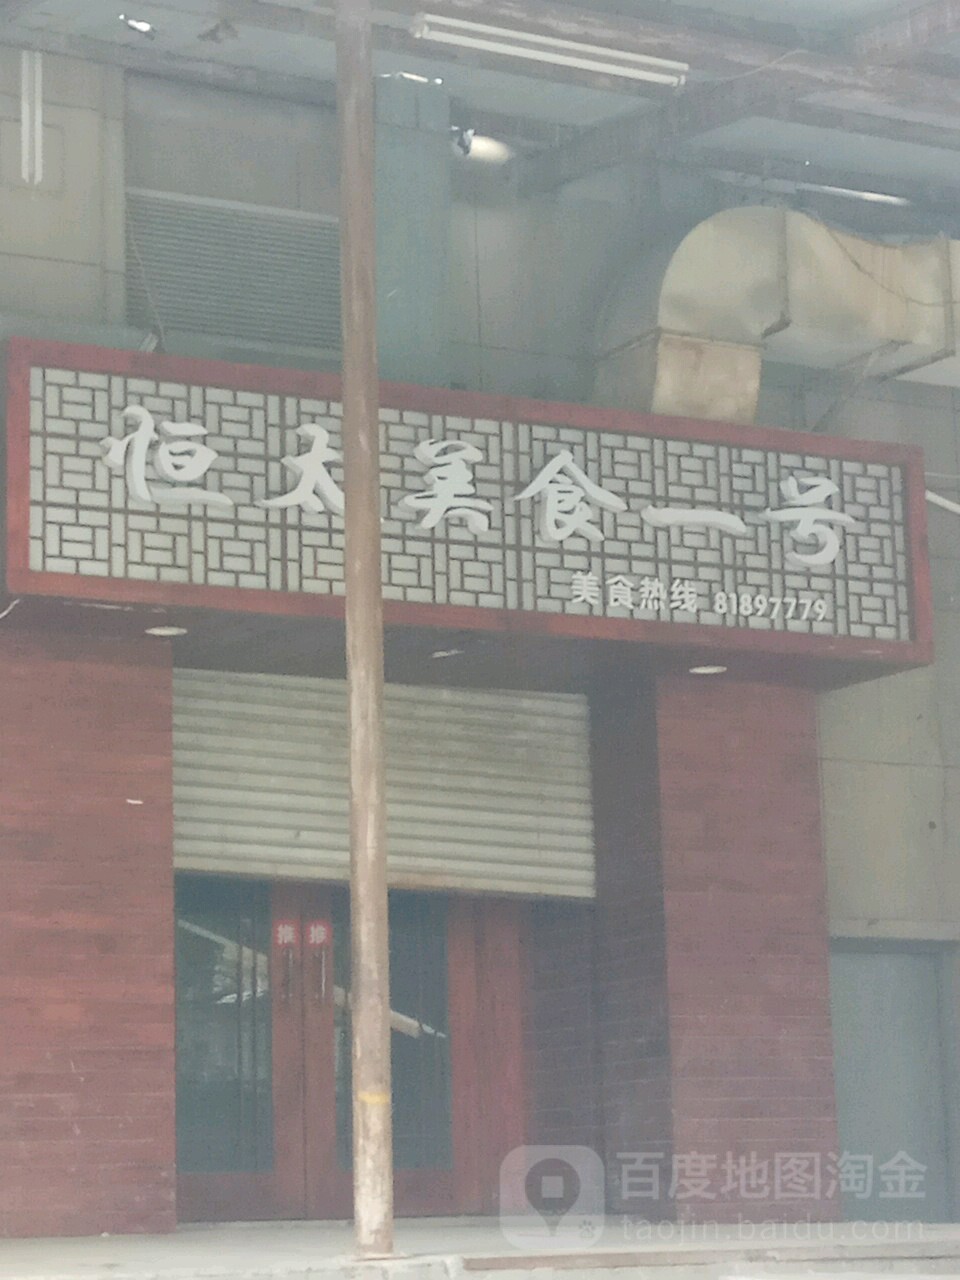 恒太美食一号
美食热线 81897779
推 推
百度地图淘金
taojin.baidu.com